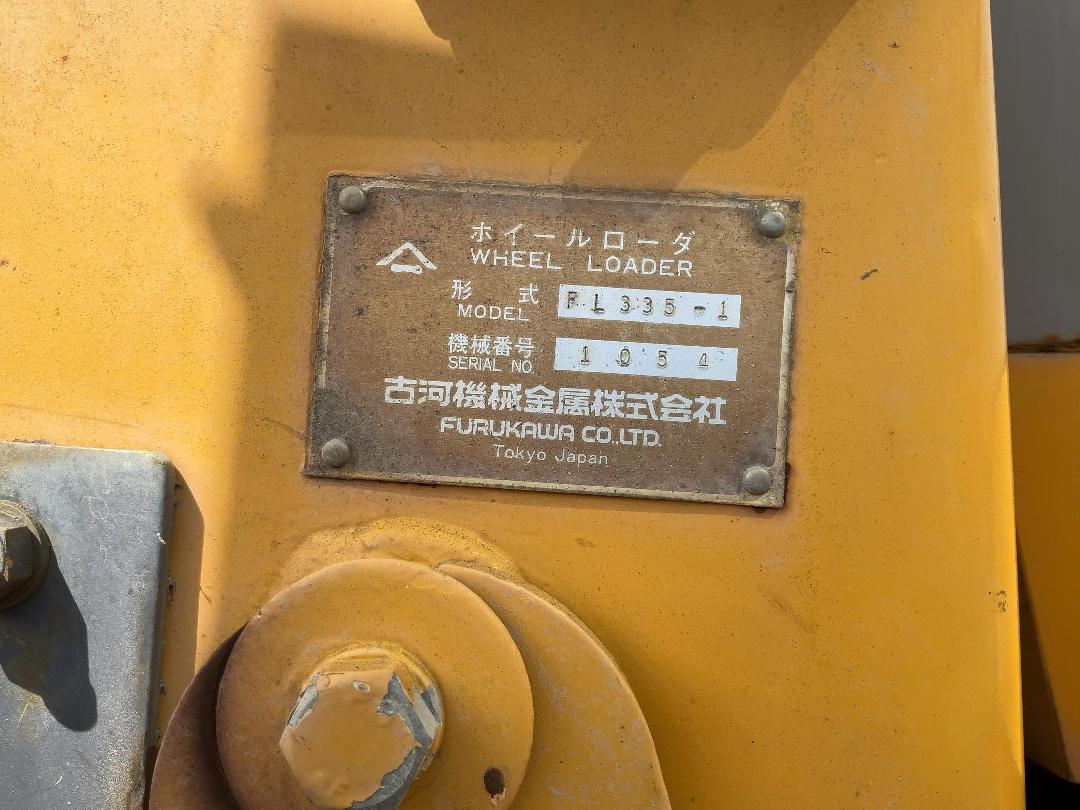 ホイールローダ
WHEEL LOADER
形 式 FL335-1
MODEL
機械番号 1054
SERIAL NO.
古河機械金属株式会社
FURUKAWA CO.,LTD.
Tokyo Japan